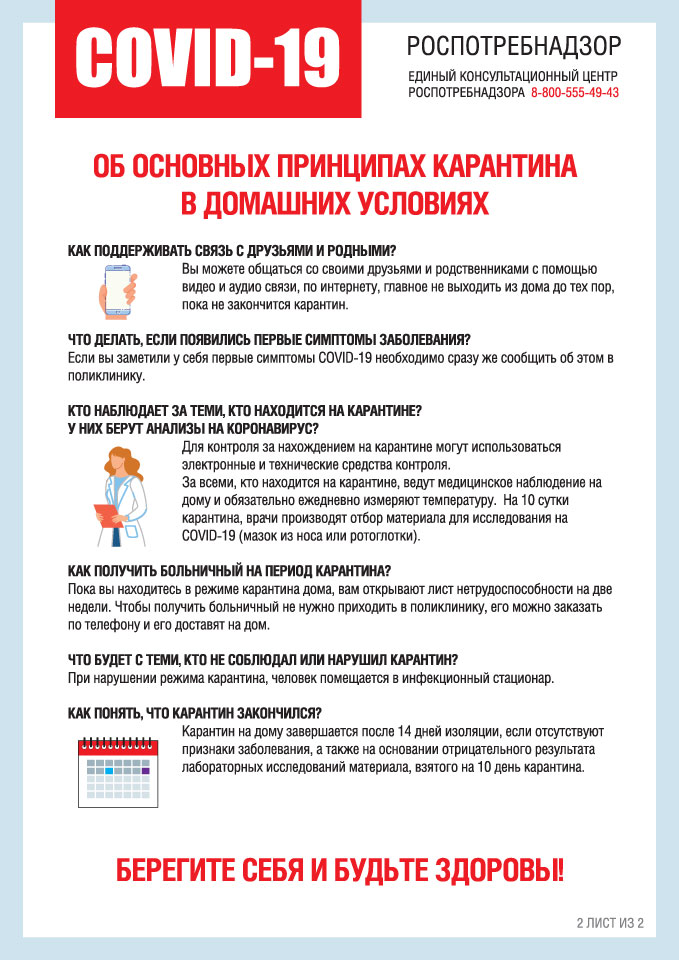 COVID-19
РОСПОТРЕБНАДЗОР
ЕДИНЫЙ КОНСУЛЬТАЦИОННЫЙ ЦЕНТР
РОСПОТРЕБНАДЗОРА 8-800-555-49-43
ОБ ОСНОВНЫХ ПРИНЦИПАХ КАРАНТИНА
В ДОМАШНИХ УСЛОВИЯХ
КАК ПОДДЕРЖИВАТЬ СВЯЗЬ С ДРУЗЬЯМИ И РОДНЫМИ?
Вы можете общаться со своими друзьями и родственниками с помощью
видео и аудио связи, по интернету, главное не выходить из дома до тех пор,
пока не закончится карантин.
ЧТО ДЕЛАТЬ, ЕСЛИ ПОЯВИЛИСЬ ПЕРВЫЕ СИМПТОМЫ ЗАБОЛЕВАНИЯ?
Если вы заметили у себя первые симптомы COVID-19 необходимо сразу же сообщить об этом в
поликлинику.
КТО НАБЛЮДАЕТ ЗА ТЕМИ, КТО НАХОДИТСЯ НА КАРАНТИНЕ?
У НИХ БЕРУТ АНАЛИЗЫ НА КОРОНАВИРУС?
Для контроля за нахождением на карантине могут использоваться
электронные и технические средства контроля.
За всеми, кто находится на карантине, ведут медицинское наблюдение на
дому и обязательно ежедневно измеряют температуру. На 10 сутки
карантина, врачи производят отбор материала для исследования на
COVID-19 (мазок из носа или ротоглотки).
КАК ПОЛУЧИТЬ БОЛЬНИЧНЫЙ НА ПЕРИОД КАРАНТИНА?
Пока вы находитесь в режиме карантина дома, вам открывают лист нетрудоспособности на две
недели. Чтобы получить больничный не нужно приходить в поликлинику, его можно заказать
по телефону и его доставят на дом.
ЧТО БУДЕТ С ТЕМИ, КТО НЕ СОБЛЮДАЛ ИЛИ НАРУШИЛ КАРАНТИН?
При нарушении режима карантина, человек помещается в инфекционный стационар.
КАК ПОНЯТЬ, ЧТО КАРАНТИН ЗАКОНЧИЛСЯ?
Карантин на дому завершается после 14 дней изоляции, если отсутствуют
признаки заболевания, а также на основании отрицательного результата
лабораторных исследований материала, взятого на 10 день карантина.
БЕРЕГИТЕ СЕБЯ И БУДЬТЕ ЗДОРОВЫ!
2 ЛИСТ ИЗ 2